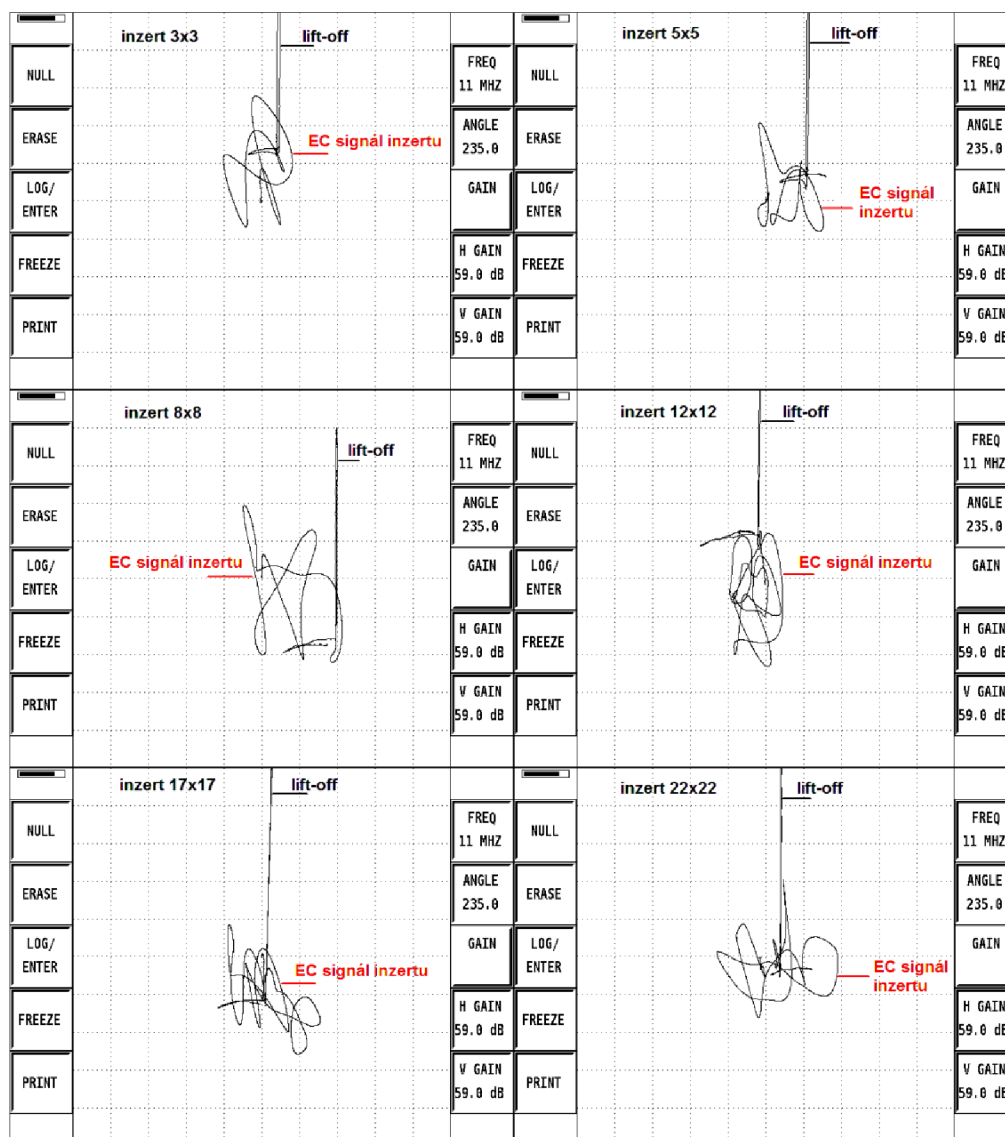 inzert 3x3
lift-off
NULL
ERASE
LOG/
ENTER
FREEZE
PRINT
EC signál inzertu
FREQ
11 MHZ
ANGLE
235.0
GAIN
H GAIN
59.0 dB
V GAIN
59.0 dB
inzert 5x5
lift-off
NULL
ERASE
LOG/
ENTER
FREEZE
PRINT
EC signál
inzertu
FREQ
11 MHZ
ANGLE
235.0
GAIN
H GAIN
59.0 dB
V GAIN
59.0 dB
inzert 8x8
lift-off
NULL
ERASE
LOG/
ENTER
FREEZE
PRINT
EC signál inzertu
FREQ
11 MHZ
ANGLE
235.0
GAIN
H GAIN
59.0 dB
V GAIN
59.0 dB
inzert 12x12
lift-off
NULL
ERASE
LOG/
ENTER
FREEZE
PRINT
EC signál inzertu
FREQ
11 MHZ
ANGLE
235.0
GAIN
H GAIN
59.0 dB
V GAIN
59.0 dB
inzert 17x17
lift-off
NULL
ERASE
LOG/
ENTER
FREEZE
PRINT
EC signál inzertu
FREQ
11 MHZ
ANGLE
235.0
GAIN
H GAIN
59.0 dB
V GAIN
59.0 dB
inzert 22x22
lift-off
NULL
ERASE
LOG/
ENTER
FREEZE
PRINT
EC signál
inzertu
FREQ
11 MHZ
ANGLE
235.0
GAIN
H GAIN
59.0 dB
V GAIN
59.0 dB